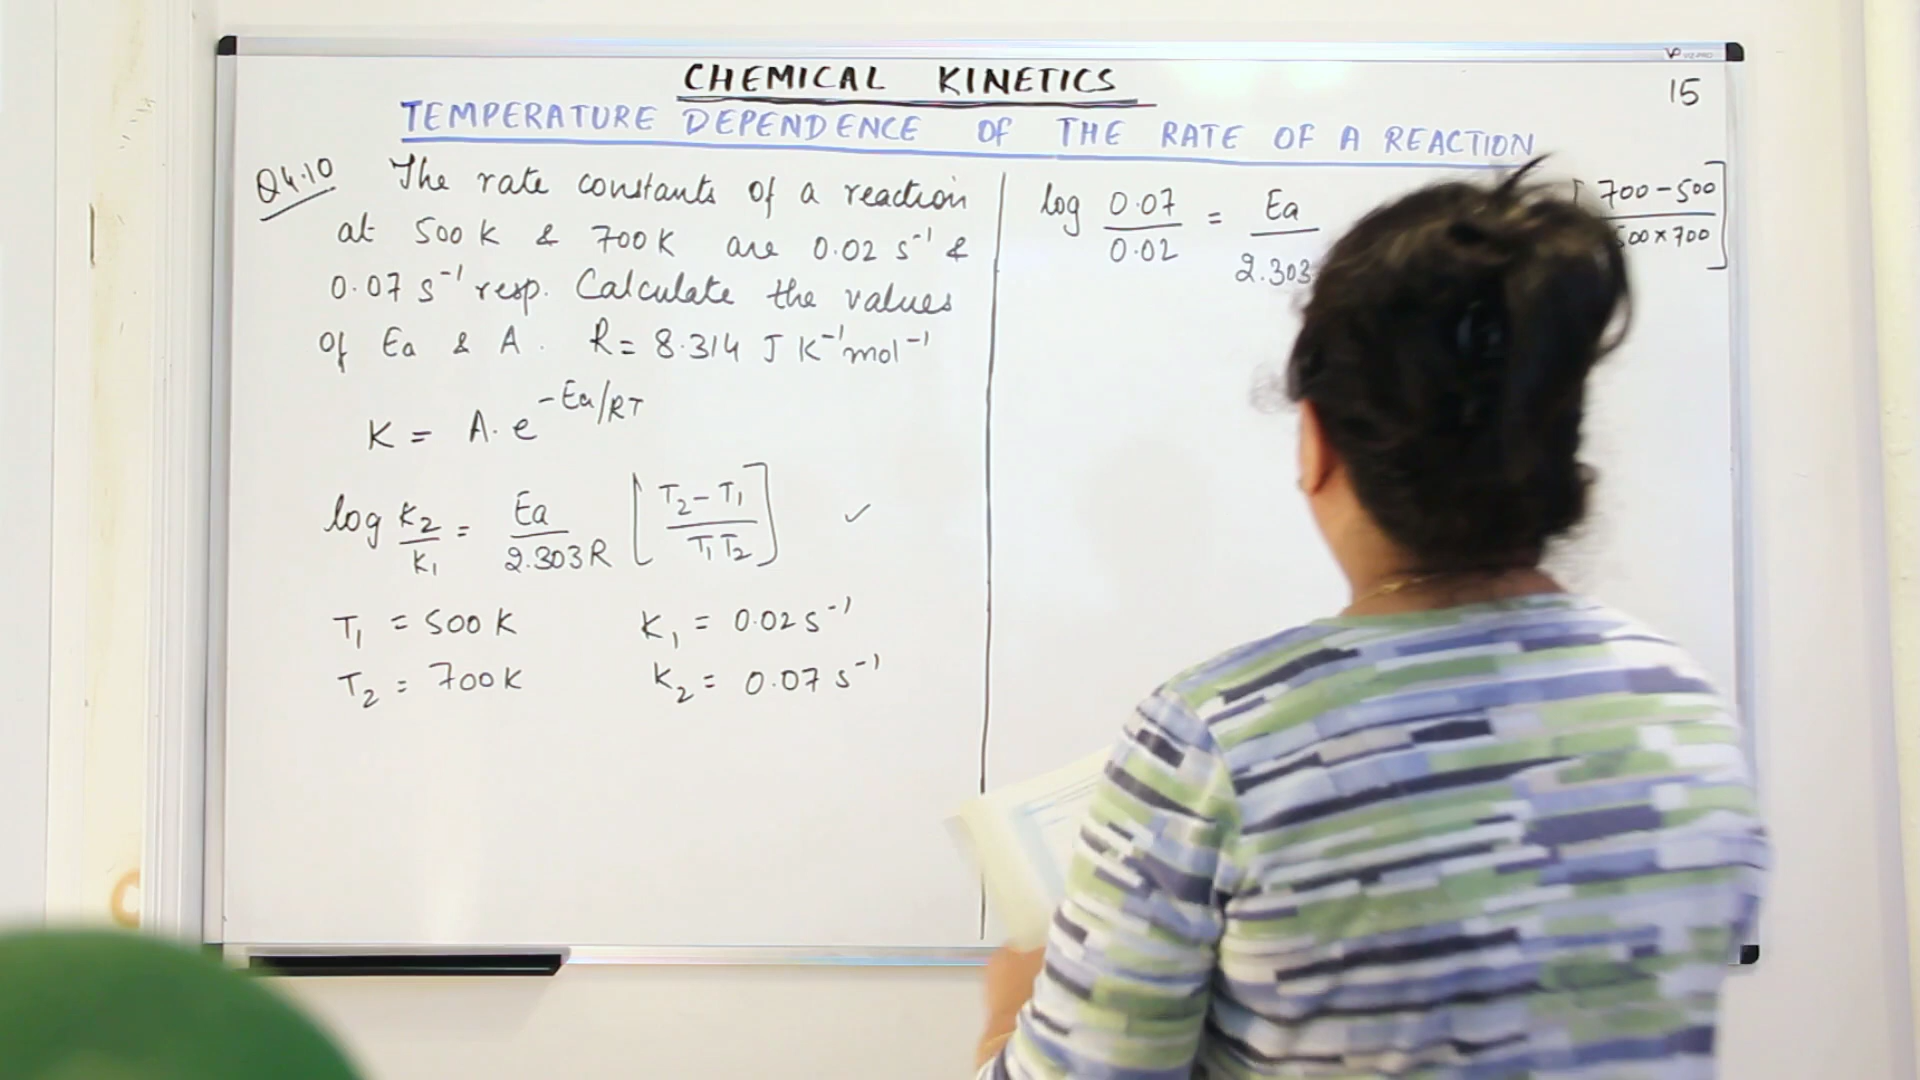 CHEMICAL KINETICS
15
TEMPERATURE DEPENDENCE OF THE RATE OF A REACTION
Q4.10 The rate constants of a reaction
at 500 K & 700 K are 0.02 s⁻¹ &
0.07 s⁻¹ resp. Calculate the values
of Ea & A. R = 8.314 J K⁻¹ mol⁻¹
K = A. e^(-Ea/RT)
log K₂/K₁ = Ea/2.303R [T₂ - T₁/T₁T₂] ✓
T₁ = 500 K K₁ = 0.02 s⁻¹
T₂ = 700 K K₂ = 0.07 s⁻¹
log 0.07/0.02 = Ea/2.303 [700 - 500/500 × 700]